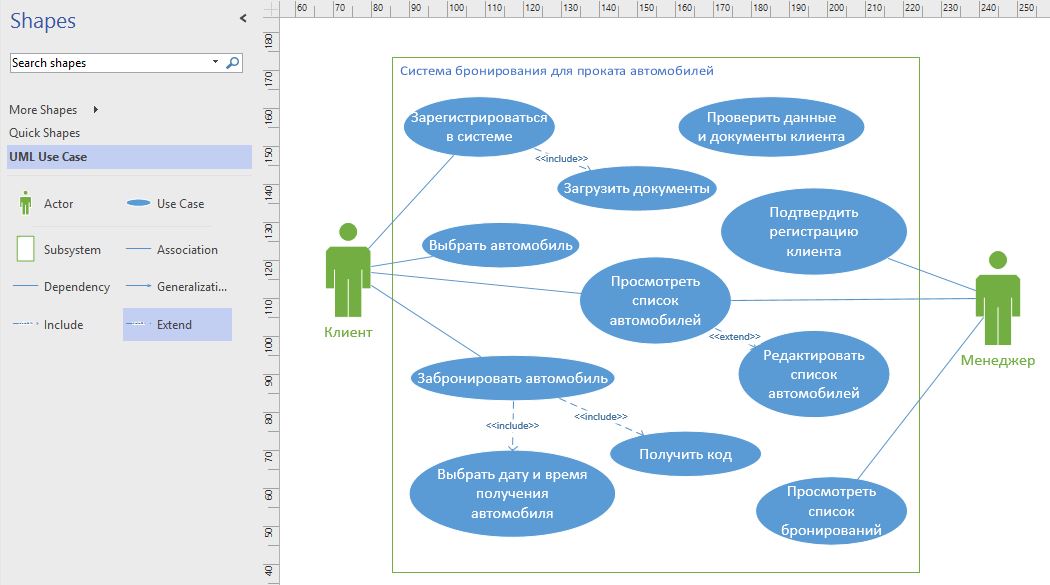 Shapes
<
Search shapes
More Shapes
Quick Shapes
UML Use Case
Actor
Use Case
Subsystem
Association
Dependency
Generalizati...
Include
Extend
60 70 80 90 100 110 120 130 140 150 160 170 180 190 200 210 220 230 240 250
180
170
160
150
140
130
120
110
100
90
80
70
60
50
40
Система бронирования для проката автомобилей
Зарегистрироваться
в системе
Проверить данные
и документы клиента
<<include>>
Загрузить документы
Подтвердить
регистрацию
клиента
Выбрать автомобиль
Просмотреть
список
автомобилей
Клиент
<<extend>>
Менеджер
Редактировать
список
автомобилей
Забронировать автомобиль
<<include>>
<<include>>
Получить код
Выбрать дату и время
получения
автомобиля
Просмотреть
список
бронирований